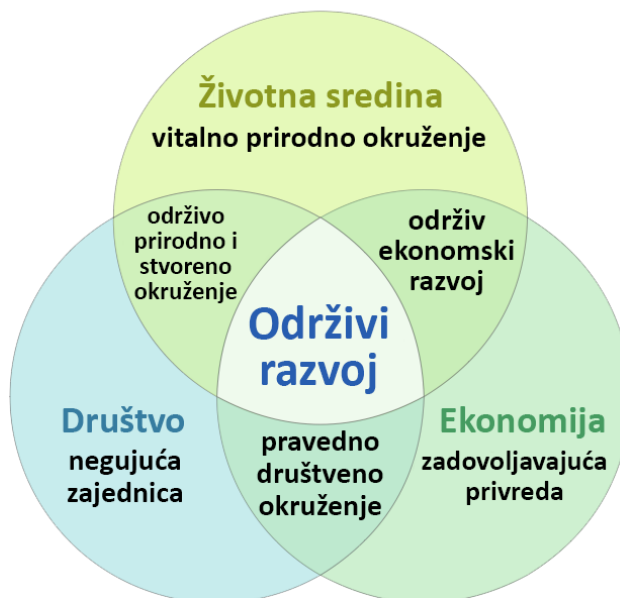 Životna sredina
vitalno prirodno okruženje
održivo
prirodno i
stvoreno
okruženje
održiv
ekonomski
razvoj
Održivi
razvoj
Društvo
negujuća
zajednica
pravedno
društveno
okruženje
Ekonomija
zadovoljavajuća
privreda